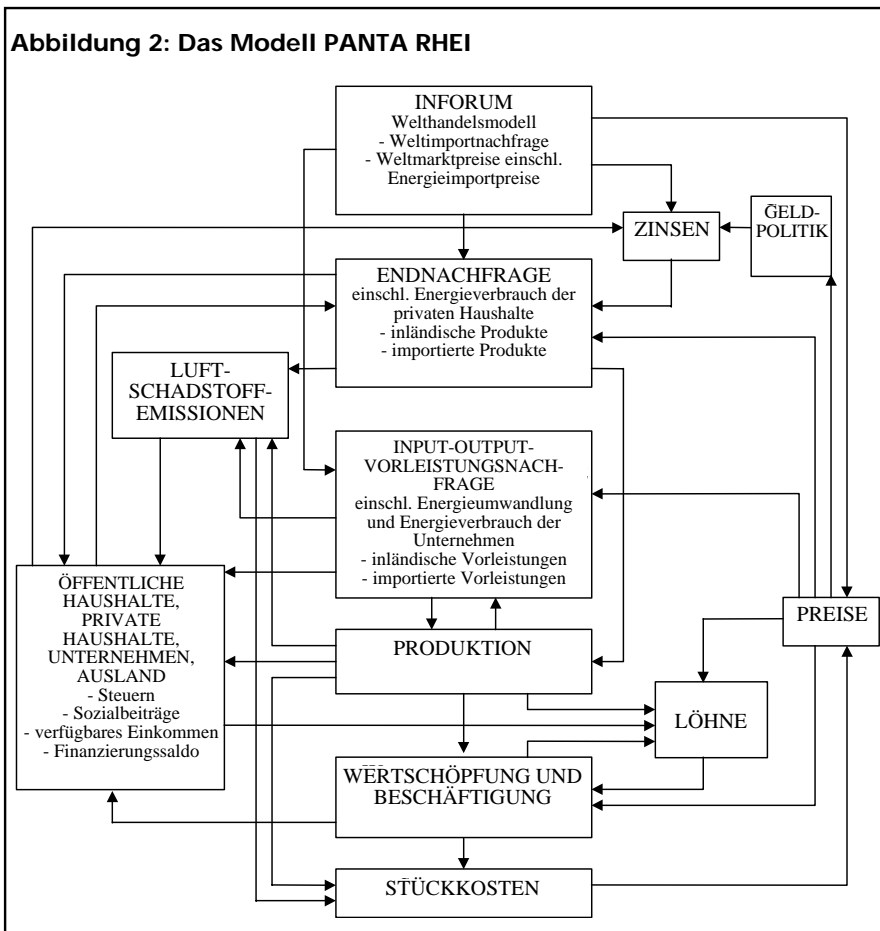 Abbildung 2: Das Modell PANTA RHEI
INFORUM
Welthandelsmodell
- Weltimportnachfrage
- Weltmarktpreise einschl.
Energieimportpreise
ZINSEN
GELD-
POLITIK
ENDNACHFRAGE
einschl. Energieverbrauch der
privaten Haushalte
- inländische Produkte
- importierte Produkte
LUFT-
SCHADSTOFF-
EMISSIONEN
INPUT-OUTPUT-
VORLEISTUNGSNACH-
FRAGE
einschl. Energieumwandlung
und Energieverbrauch der
Unternehmen
- inländische Vorleistungen
- importierte Vorleistungen
ÖFFENTLICHE
HAUSHALTE,
PRIVATE
HAUSHALTE,
UNTERNEHMEN,
AUSLAND
- Steuern
- Sozialbeiträge
- verfügbares Einkommen
- Finanzierungssaldo
PREISE
PRODUKTION
LÖHNE
WERTSCHÖPFUNG UND
BESCHÄFTIGUNG
STÜCKKOSTEN